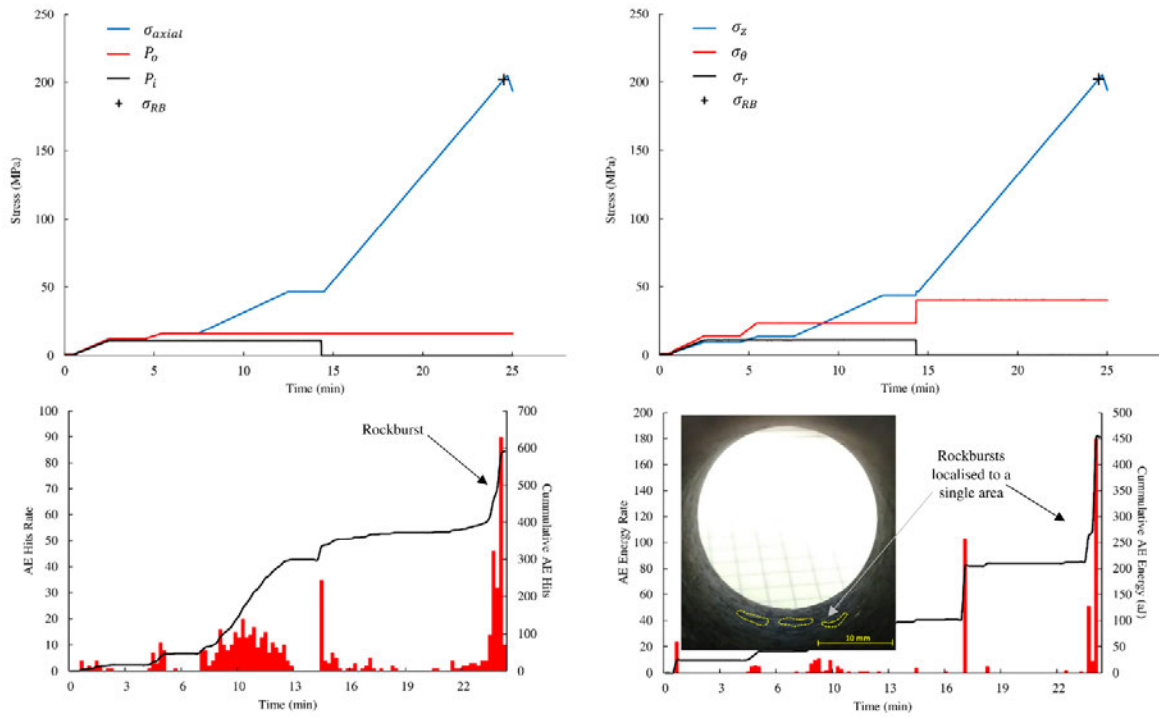 250
200
150
100
50
0
Stress (MPa)
σaxial
Po
Pi
σRB
0 5 10 15 20 25
Time (min)
250
200
150
100
50
0
Stress (MPa)
σz
σθ
σr
σRB
0 5 10 15 20 25
Time (min)
100
90
80
70
60
50
40
30
20
10
0
AE Hits Rate
Rockburst
700
600
500
400
300
200
100
0
Cummulative AE Hits
0 3 6 10 13 16 19 22
Time (min)
200
180
160
140
120
100
80
60
40
20
0
AE Energy Rate
10 mm
Rockbursts
localised to a
single area
500
450
400
350
300
250
200
150
100
50
0
Cummulative AE Energy (aJ)
0 3 6 10 13 16 19 22
Time (min)